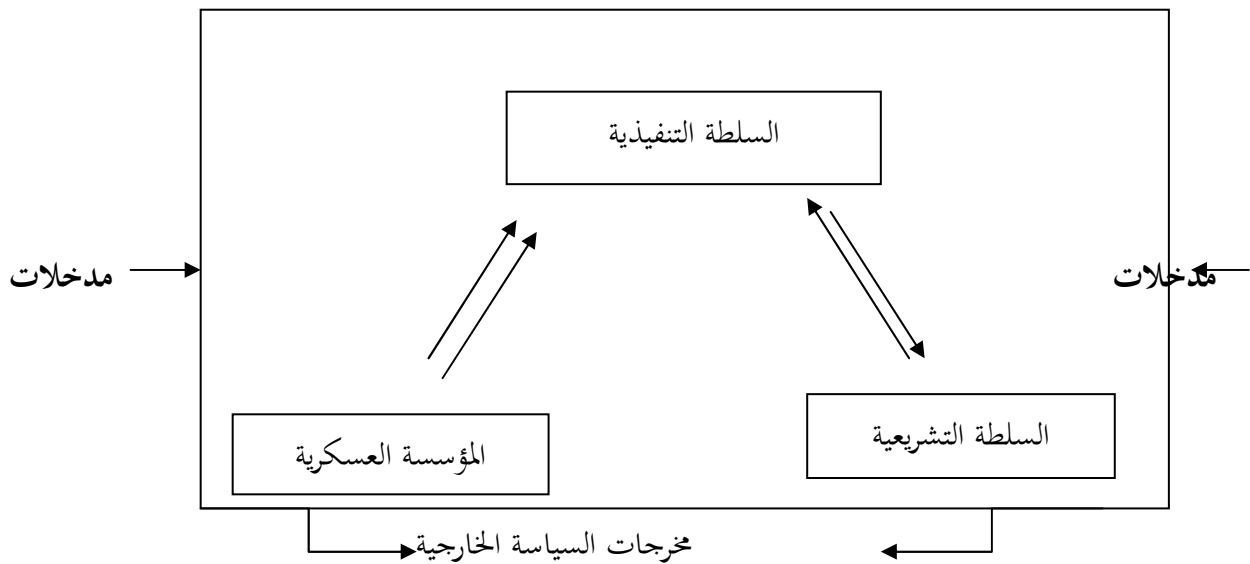 السلطة التنفيذية
مدخلات
مدخلات
السلطة التشريعية
المؤسسة العسكرية
مخرجات السياسة الخارجية